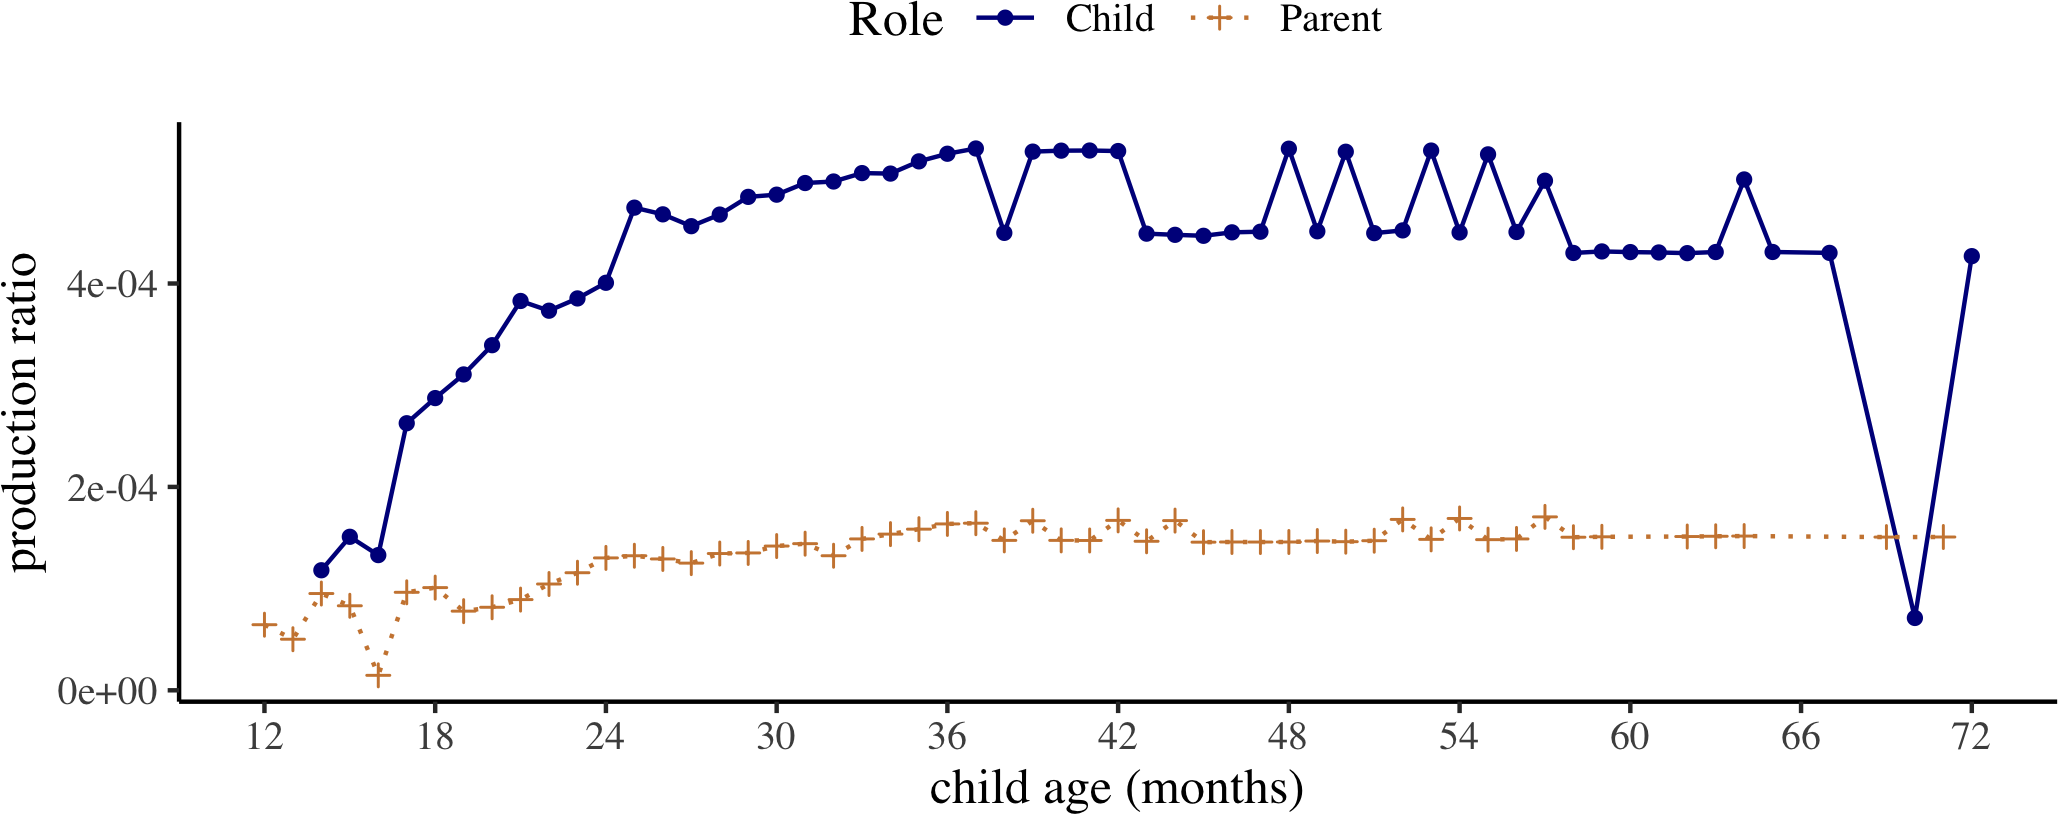 Role Child Parent
production ratio
4e-04
2e-04
0e+00
12 18 24 30 36 42 48 54 60 66 72
child age (months)